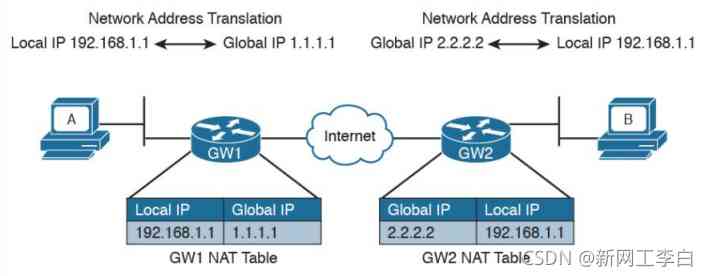 Network Address Translation
Local IP 192.168.1.1 Global IP 1.1.1.1
Network Address Translation
Global IP 2.2.2.2 Local IP 192.168.1.1
A
GW1
Internet
GW2
B
Local IP Global IP
192.168.1.1 1.1.1.1
GW1 NAT Table
Global IP Local IP
2.2.2.2 192.168.1.1
GW2 NAT Table
CSDN @新网工李白